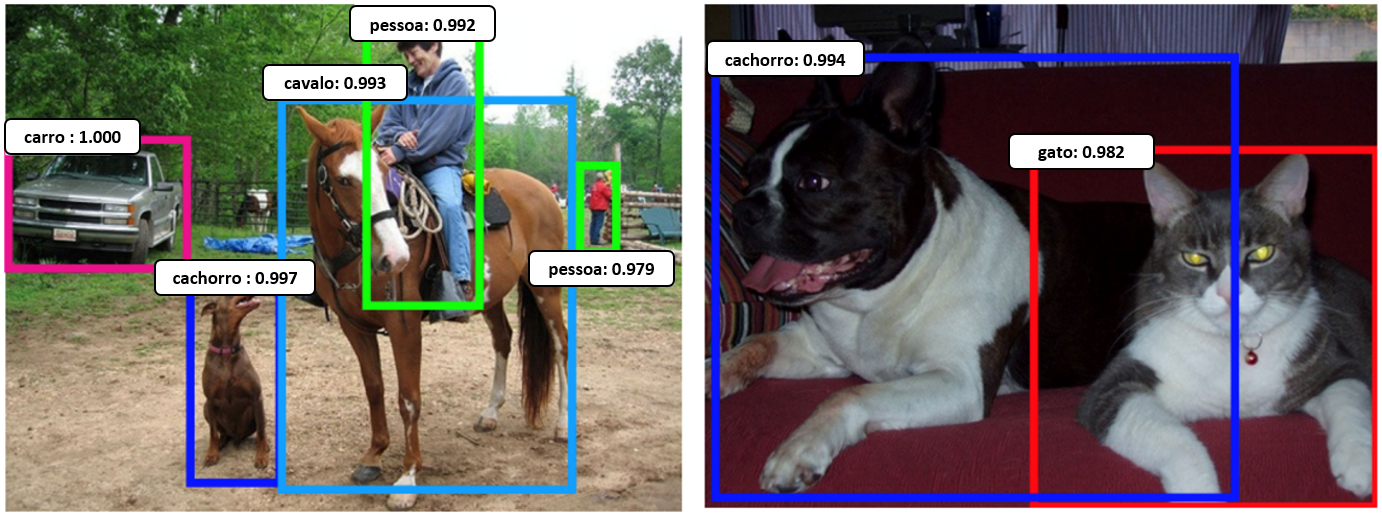 pessoa: 0.992
cavalo: 0.993
carro : 1.000
cachorro : 0.997
pessoa: 0.979
cachorro: 0.994
gato: 0.982